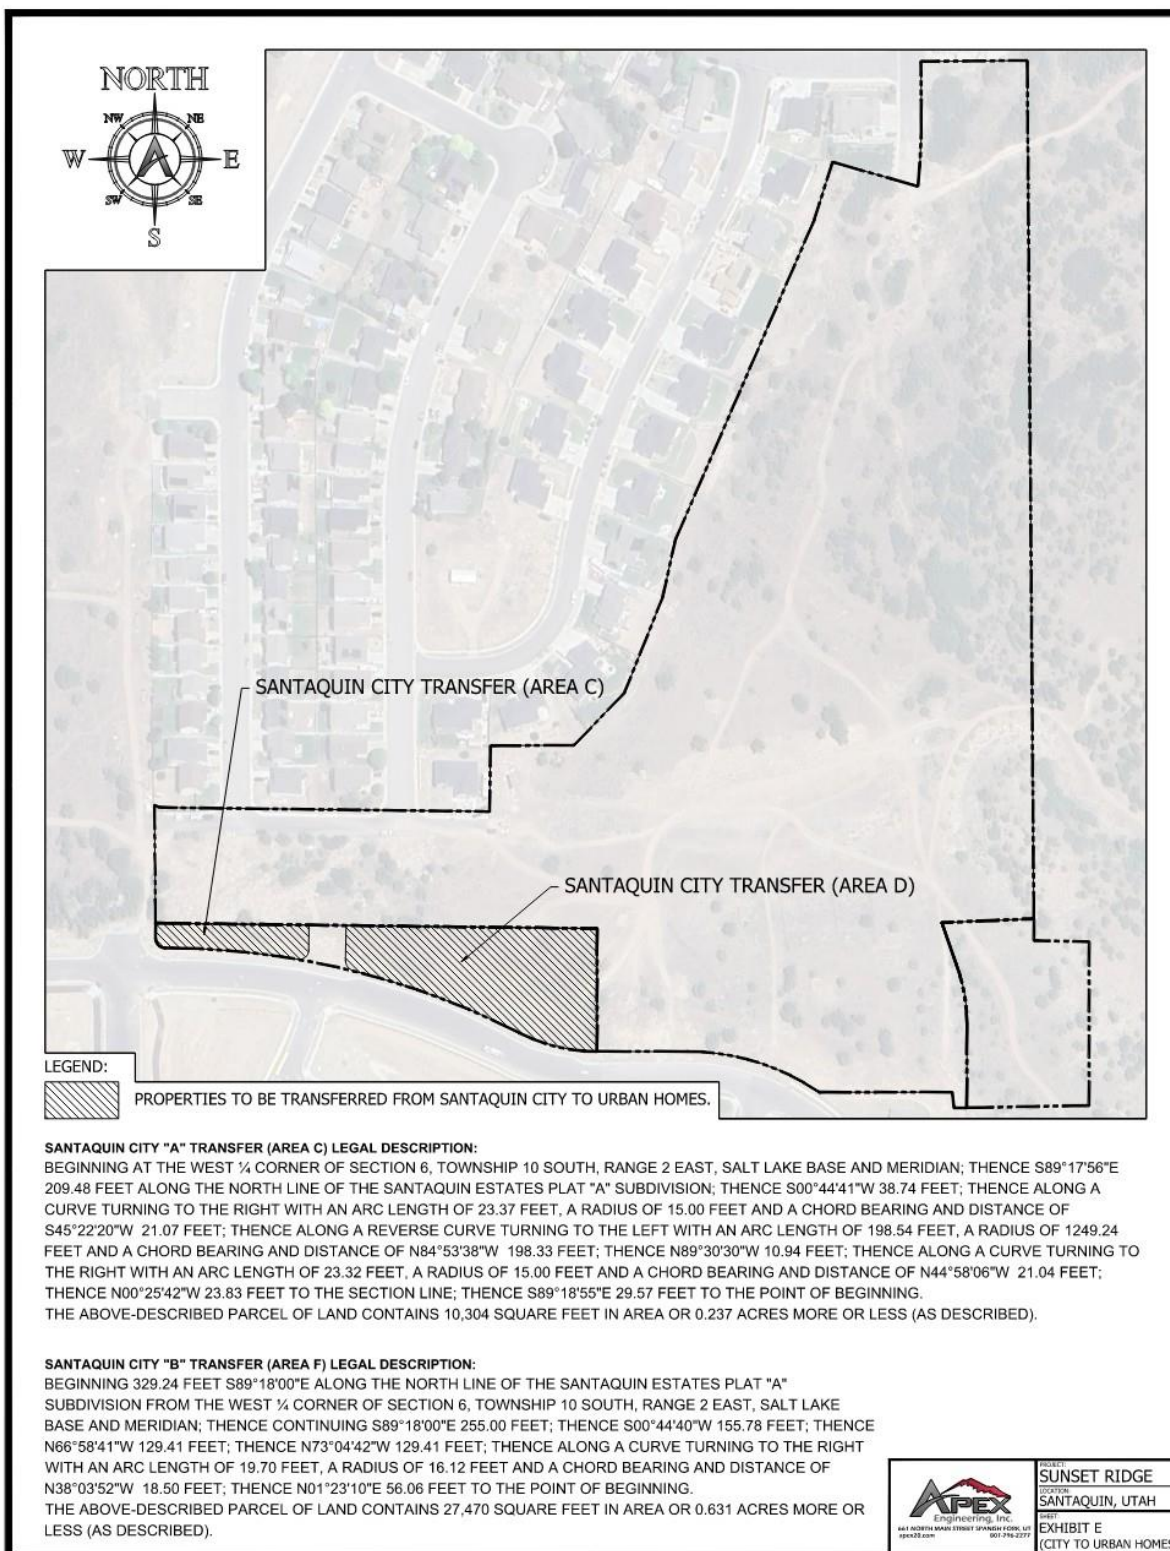 NORTH
NW
NE
W
E
SW
SE
S
SANTAQUIN CITY TRANSFER (AREA C)
SANTAQUIN CITY TRANSFER (AREA D)
LEGEND:
PROPERTIES TO BE TRANSFERRED FROM SANTAQUIN CITY TO URBAN HOMES.
SANTAQUIN CITY "A" TRANSFER (AREA C) LEGAL DESCRIPTION:
BEGINNING AT THE WEST ¼ CORNER OF SECTION 6, TOWNSHIP 10 SOUTH, RANGE 2 EAST, SALT LAKE BASE AND MERIDIAN; THENCE S89°17'56"E
209.48 FEET ALONG THE NORTH LINE OF THE SANTAQUIN ESTATES PLAT "A" SUBDIVISION; THENCE S00°44'41"W 38.74 FEET; THENCE ALONG A
CURVE TURNING TO THE RIGHT WITH AN ARC LENGTH OF 23.37 FEET, A RADIUS OF 15.00 FEET AND A CHORD BEARING AND DISTANCE OF
S45°22'20"W 21.07 FEET; THENCE ALONG A REVERSE CURVE TURNING TO THE LEFT WITH AN ARC LENGTH OF 198.54 FEET, A RADIUS OF 1249.24
FEET AND A CHORD BEARING AND DISTANCE OF N84°53'38"W 198.33 FEET; THENCE N89°30'30"W 10.94 FEET; THENCE ALONG A CURVE TURNING TO
THE RIGHT WITH AN ARC LENGTH OF 23.32 FEET, A RADIUS OF 15.00 FEET AND A CHORD BEARING AND DISTANCE OF N44°58'06"W 21.04 FEET;
THENCE N00°25'42"W 23.83 FEET TO THE SECTION LINE; THENCE S89°18'55"E 29.57 FEET TO THE POINT OF BEGINNING.
THE ABOVE-DESCRIBED PARCEL OF LAND CONTAINS 10,304 SQUARE FEET IN AREA OR 0.237 ACRES MORE OR LESS (AS DESCRIBED).
SANTAQUIN CITY "B" TRANSFER (AREA F) LEGAL DESCRIPTION:
BEGINNING 329.24 FEET S89°18'00"E ALONG THE NORTH LINE OF THE SANTAQUIN ESTATES PLAT "A"
SUBDIVISION FROM THE WEST ¼ CORNER OF SECTION 6, TOWNSHIP 10 SOUTH, RANGE 2 EAST, SALT LAKE
BASE AND MERIDIAN; THENCE CONTINUING S89°18'00"E 255.00 FEET; THENCE S00°44'40"W 155.78 FEET; THENCE
N66°58'41"W 129.41 FEET; THENCE N73°04'42"W 129.41 FEET; THENCE ALONG A CURVE TURNING TO THE RIGHT
WITH AN ARC LENGTH OF 19.70 FEET, A RADIUS OF 16.12 FEET AND A CHORD BEARING AND DISTANCE OF
N38°03'52"W 18.50 FEET; THENCE N01°23'10"E 56.06 FEET TO THE POINT OF BEGINNING.
THE ABOVE-DESCRIBED PARCEL OF LAND CONTAINS 27,470 SQUARE FEET IN AREA OR 0.631 ACRES MORE OR
LESS (AS DESCRIBED).
APEX
Engineering, Inc.
661 NORTH MAIN STREET SPANISH FORK, UT
apex20.com 801-796-2277
PROJECT:
SUNSET RIDGE
LOCATION:
SANTAQUIN, UTAH
SHEET:
EXHIBIT E
(CITY TO URBAN HOMES